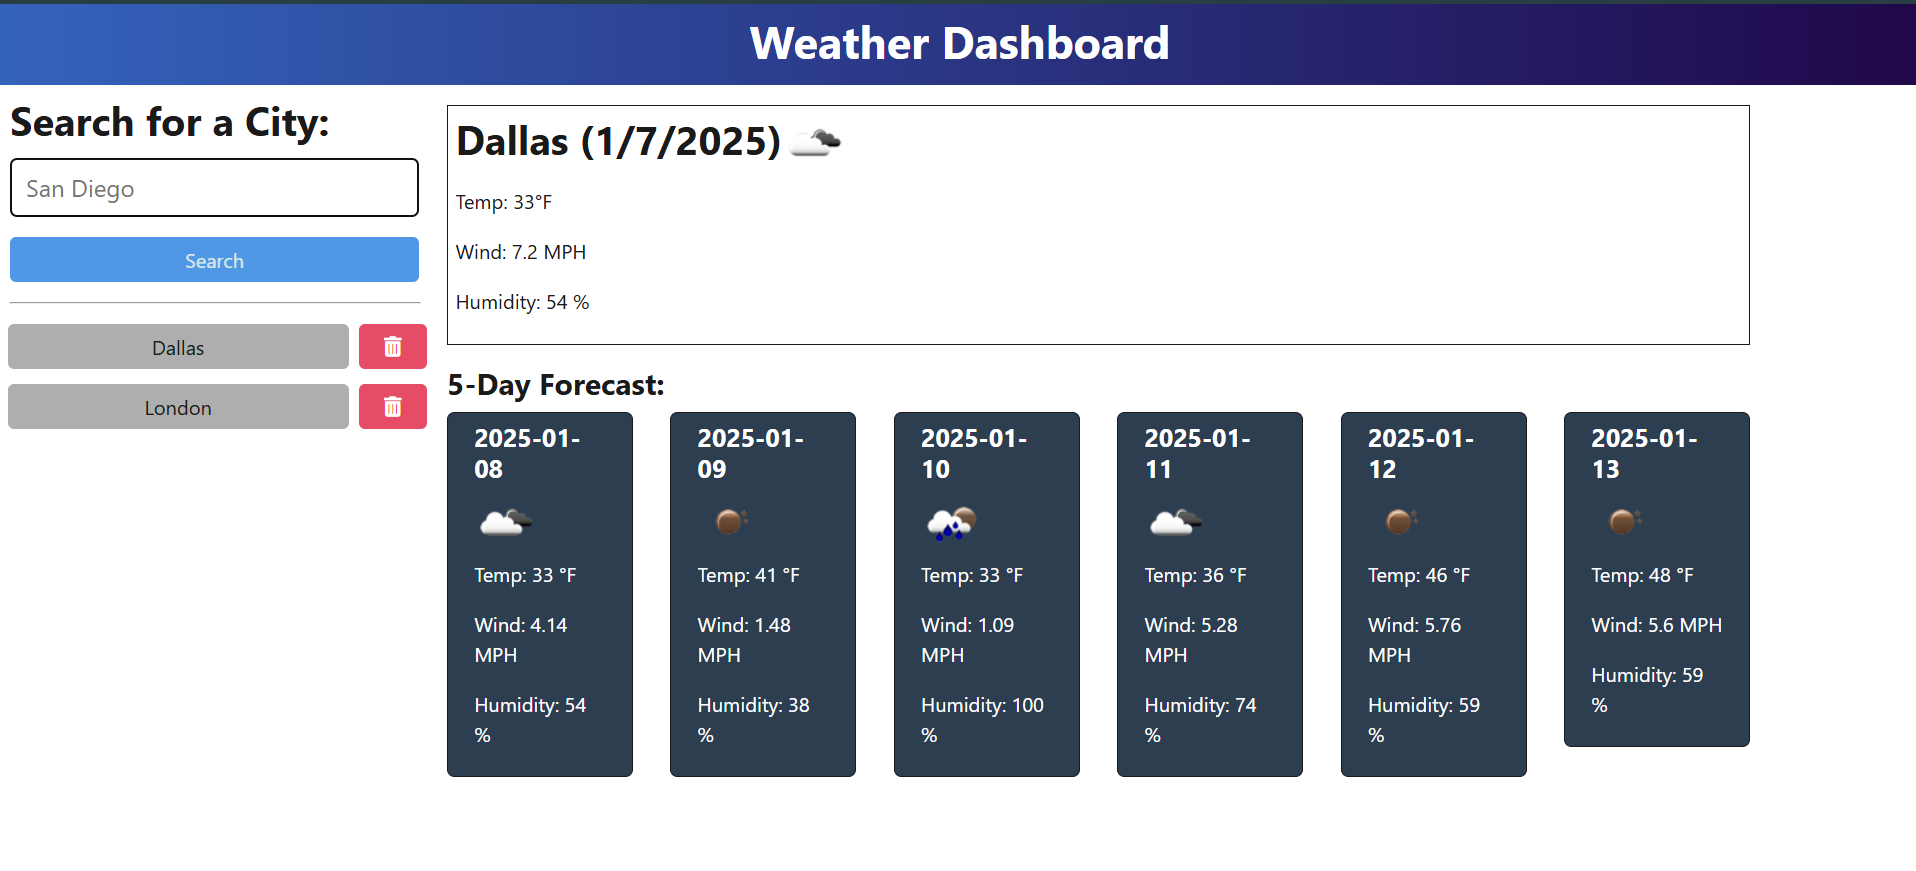 Weather Dashboard
Search for a City:
San Diego
Search
Dallas
London
Dallas (1/7/2025)
Temp: 33°F
Wind: 7.2 MPH
Humidity: 54 %
5-Day Forecast:
2025-01-
08
Temp: 33 °F
Wind: 4.14
MPH
Humidity: 54
%
2025-01-
09
Temp: 41 °F
Wind: 1.48
MPH
Humidity: 38
%
2025-01-
10
Temp: 33 °F
Wind: 1.09
MPH
Humidity: 100
%
2025-01-
11
Temp: 36 °F
Wind: 5.28
MPH
Humidity: 74
%
2025-01-
12
Temp: 46 °F
Wind: 5.76
MPH
Humidity: 59
%
2025-01-
13
Temp: 48 °F
Wind: 5.6 MPH
Humidity: 59
%